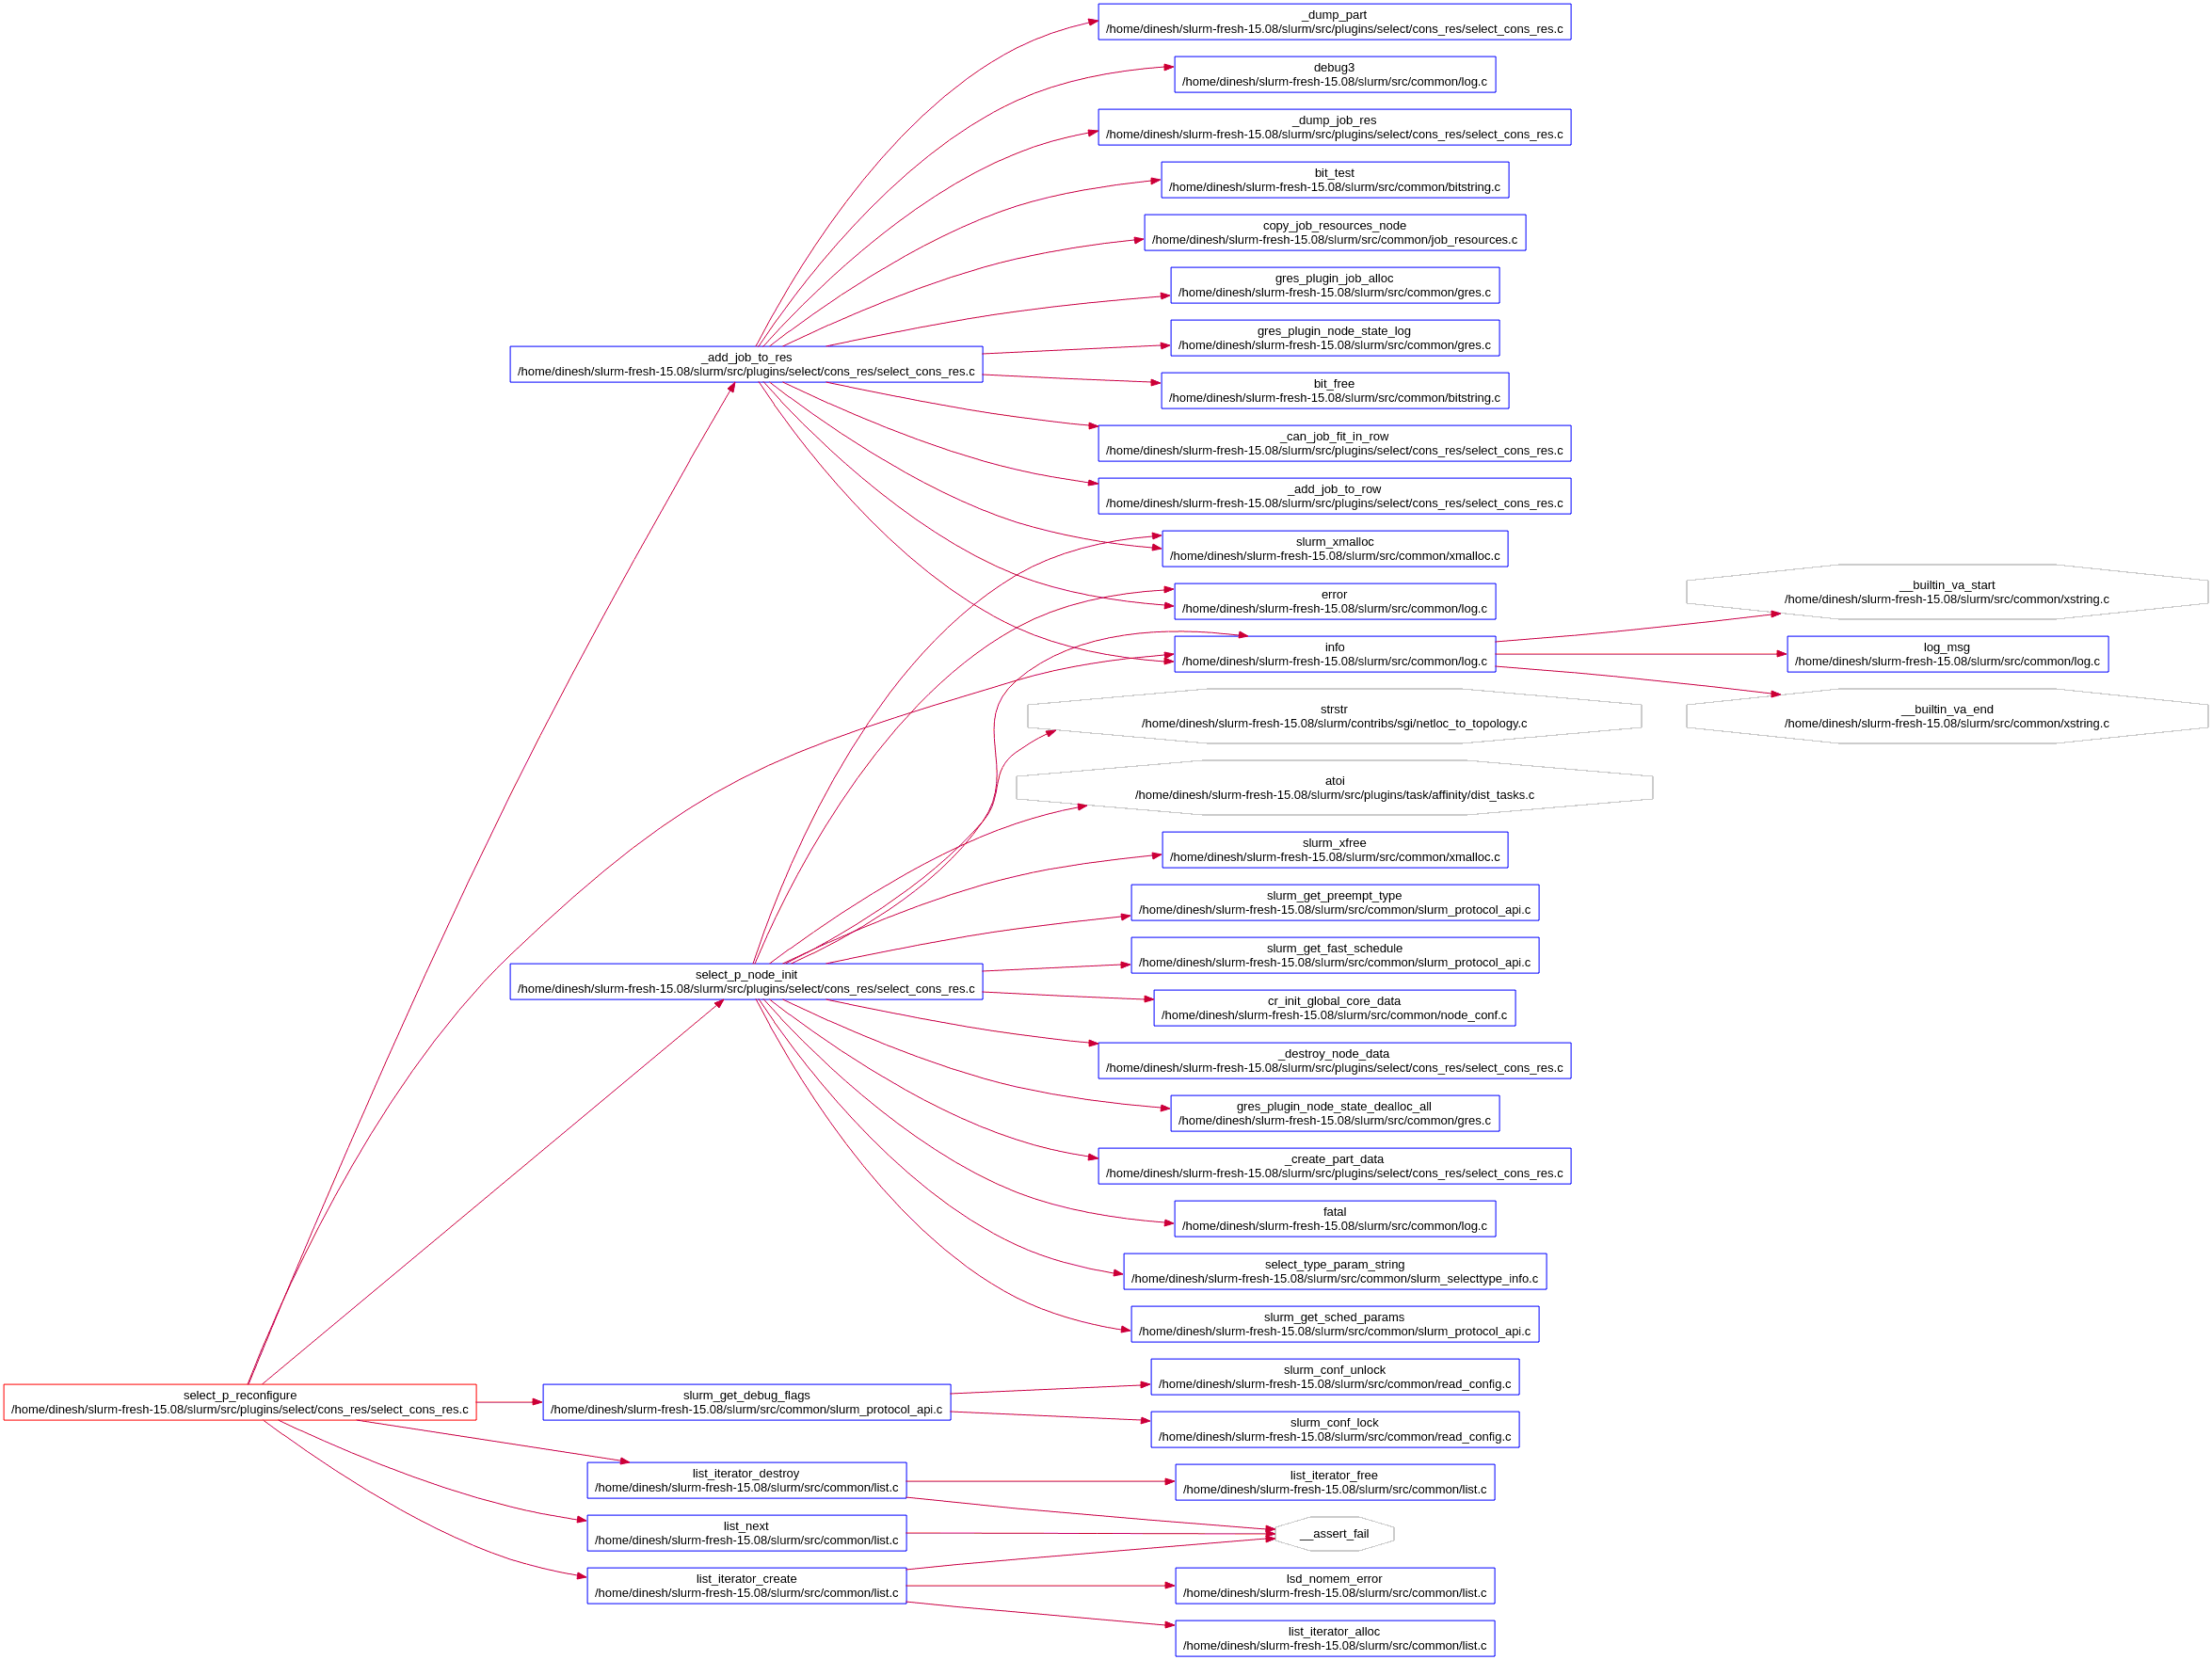 _dump_part
/home/dinesh/slurm-fresh-15.08/slurm/src/plugins/select/cons_res/select_cons_res.c
debug3
/home/dinesh/slurm-fresh-15.08/slurm/src/common/log.c
_dump_job_res
/home/dinesh/slurm-fresh-15.08/slurm/src/plugins/select/cons_res/select_cons_res.c
bit_test
/home/dinesh/slurm-fresh-15.08/slurm/src/common/bitstring.c
copy_job_resources_node
/home/dinesh/slurm-fresh-15.08/slurm/src/common/job_resources.c
gres_plugin_job_alloc
/home/dinesh/slurm-fresh-15.08/slurm/src/common/gres.c
gres_plugin_node_state_log
/home/dinesh/slurm-fresh-15.08/slurm/src/common/gres.c
_add_job_to_res
/home/dinesh/slurm-fresh-15.08/slurm/src/plugins/select/cons_res/select_cons_res.c
bit_free
/home/dinesh/slurm-fresh-15.08/slurm/src/common/bitstring.c
_can_job_fit_in_row
/home/dinesh/slurm-fresh-15.08/slurm/src/plugins/select/cons_res/select_cons_res.c
_add_job_to_row
/home/dinesh/slurm-fresh-15.08/slurm/src/plugins/select/cons_res/select_cons_res.c
slurm_xmalloc
/home/dinesh/slurm-fresh-15.08/slurm/src/common/xmalloc.c
error
/home/dinesh/slurm-fresh-15.08/slurm/src/common/log.c
__builtin_va_start
/home/dinesh/slurm-fresh-15.08/slurm/src/common/xstring.c
info
/home/dinesh/slurm-fresh-15.08/slurm/src/common/log.c
log_msg
/home/dinesh/slurm-fresh-15.08/slurm/src/common/log.c
strstr
/home/dinesh/slurm-fresh-15.08/slurm/contribs/sgi/netloc_to_topology.c
__builtin_va_end
/home/dinesh/slurm-fresh-15.08/slurm/src/common/xstring.c
atoi
/home/dinesh/slurm-fresh-15.08/slurm/src/plugins/task/affinity/dist_tasks.c
slurm_xfree
/home/dinesh/slurm-fresh-15.08/slurm/src/common/xmalloc.c
slurm_get_preempt_type
/home/dinesh/slurm-fresh-15.08/slurm/src/common/slurm_protocol_api.c
slurm_get_fast_schedule
/home/dinesh/slurm-fresh-15.08/slurm/src/common/slurm_protocol_api.c
select_p_node_init
/home/dinesh/slurm-fresh-15.08/slurm/src/plugins/select/cons_res/select_cons_res.c
cr_init_global_core_data
/home/dinesh/slurm-fresh-15.08/slurm/src/common/node_conf.c
_destroy_node_data
/home/dinesh/slurm-fresh-15.08/slurm/src/plugins/select/cons_res/select_cons_res.c
gres_plugin_node_state_dealloc_all
/home/dinesh/slurm-fresh-15.08/slurm/src/common/gres.c
_create_part_data
/home/dinesh/slurm-fresh-15.08/slurm/src/plugins/select/cons_res/select_cons_res.c
fatal
/home/dinesh/slurm-fresh-15.08/slurm/src/common/log.c
select_type_param_string
/home/dinesh/slurm-fresh-15.08/slurm/src/common/slurm_selecttype_info.c
slurm_get_sched_params
/home/dinesh/slurm-fresh-15.08/slurm/src/common/slurm_protocol_api.c
slurm_conf_unlock
/home/dinesh/slurm-fresh-15.08/slurm/src/common/read_config.c
select_p_reconfigure
/home/dinesh/slurm-fresh-15.08/slurm/src/plugins/select/cons_res/select_cons_res.c
slurm_get_debug_flags
/home/dinesh/slurm-fresh-15.08/slurm/src/common/slurm_protocol_api.c
slurm_conf_lock
/home/dinesh/slurm-fresh-15.08/slurm/src/common/read_config.c
list_iterator_destroy
/home/dinesh/slurm-fresh-15.08/slurm/src/common/list.c
list_iterator_free
/home/dinesh/slurm-fresh-15.08/slurm/src/common/list.c
list_next
/home/dinesh/slurm-fresh-15.08/slurm/src/common/list.c
__assert_fail
list_iterator_create
/home/dinesh/slurm-fresh-15.08/slurm/src/common/list.c
lsd_nomem_error
/home/dinesh/slurm-fresh-15.08/slurm/src/common/list.c
list_iterator_alloc
/home/dinesh/slurm-fresh-15.08/slurm/src/common/list.c